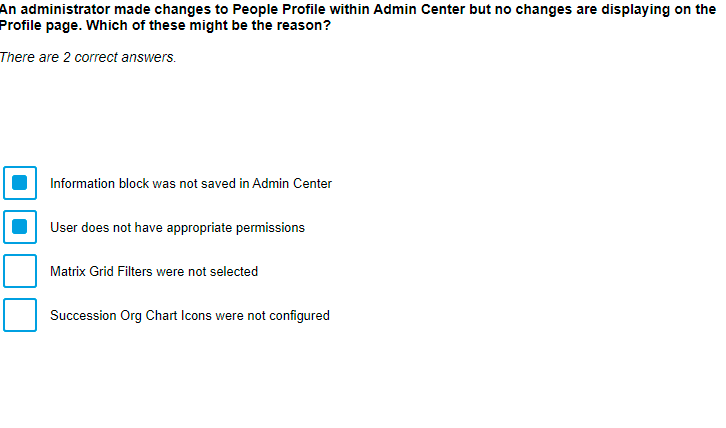 An administrator made changes to People Profile within Admin Center but no changes are displaying on the
Profile page. Which of these might be the reason?
There are 2 correct answers.
Information block was not saved in Admin Center
User does not have appropriate permissions
Matrix Grid Filters were not selected
Succession Org Chart Icons were not configured